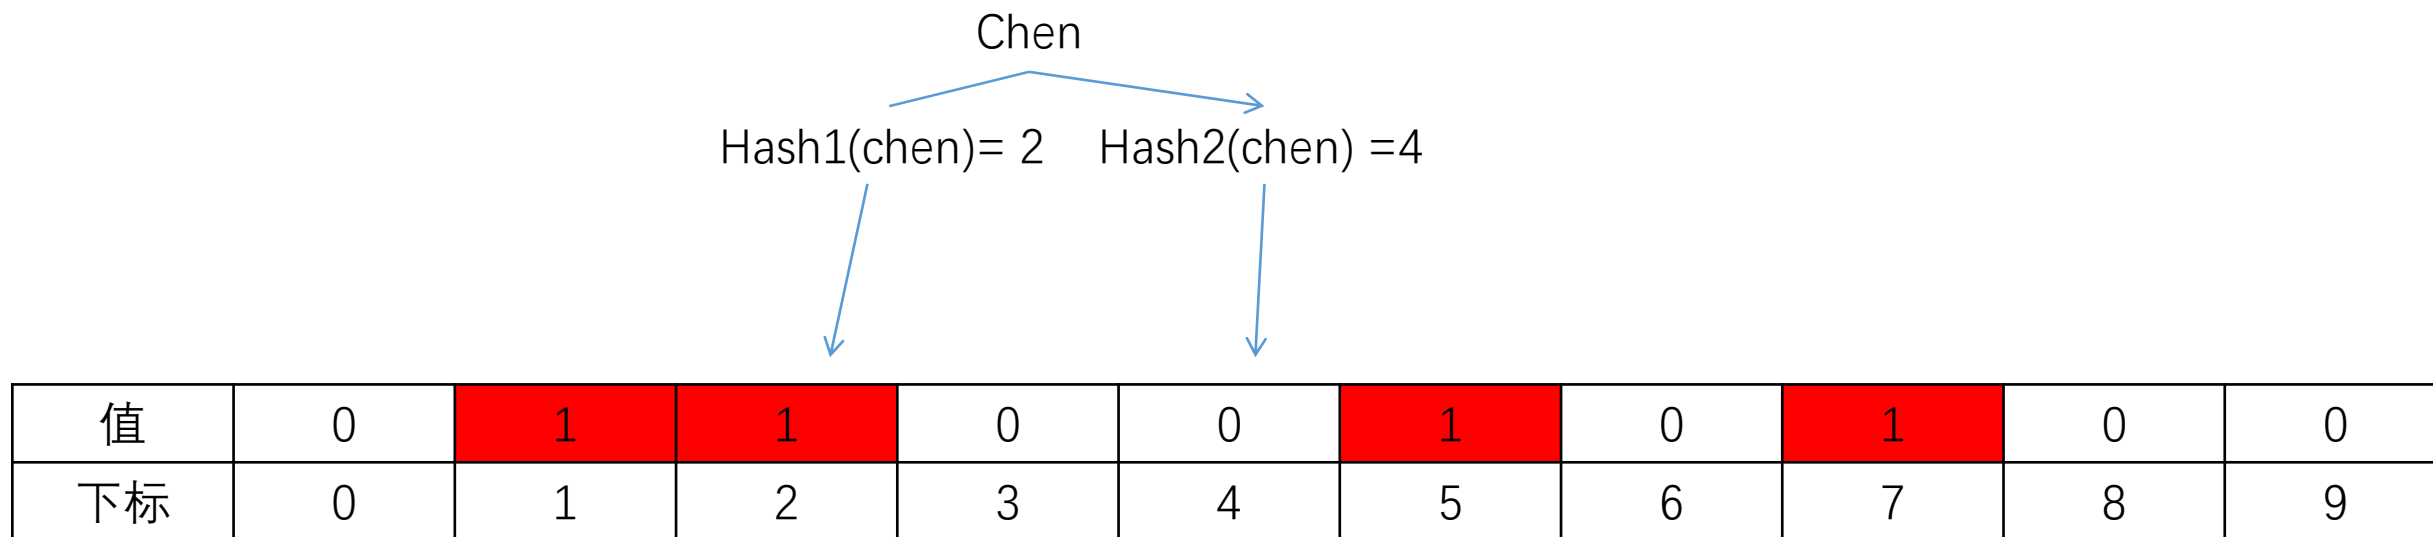 Chen
Hash1(chen)= 2 Hash2(chen) =4
值 0 1 1 0 0 1 0 1 0 0
下标 0 1 2 3 4 5 6 7 8 9